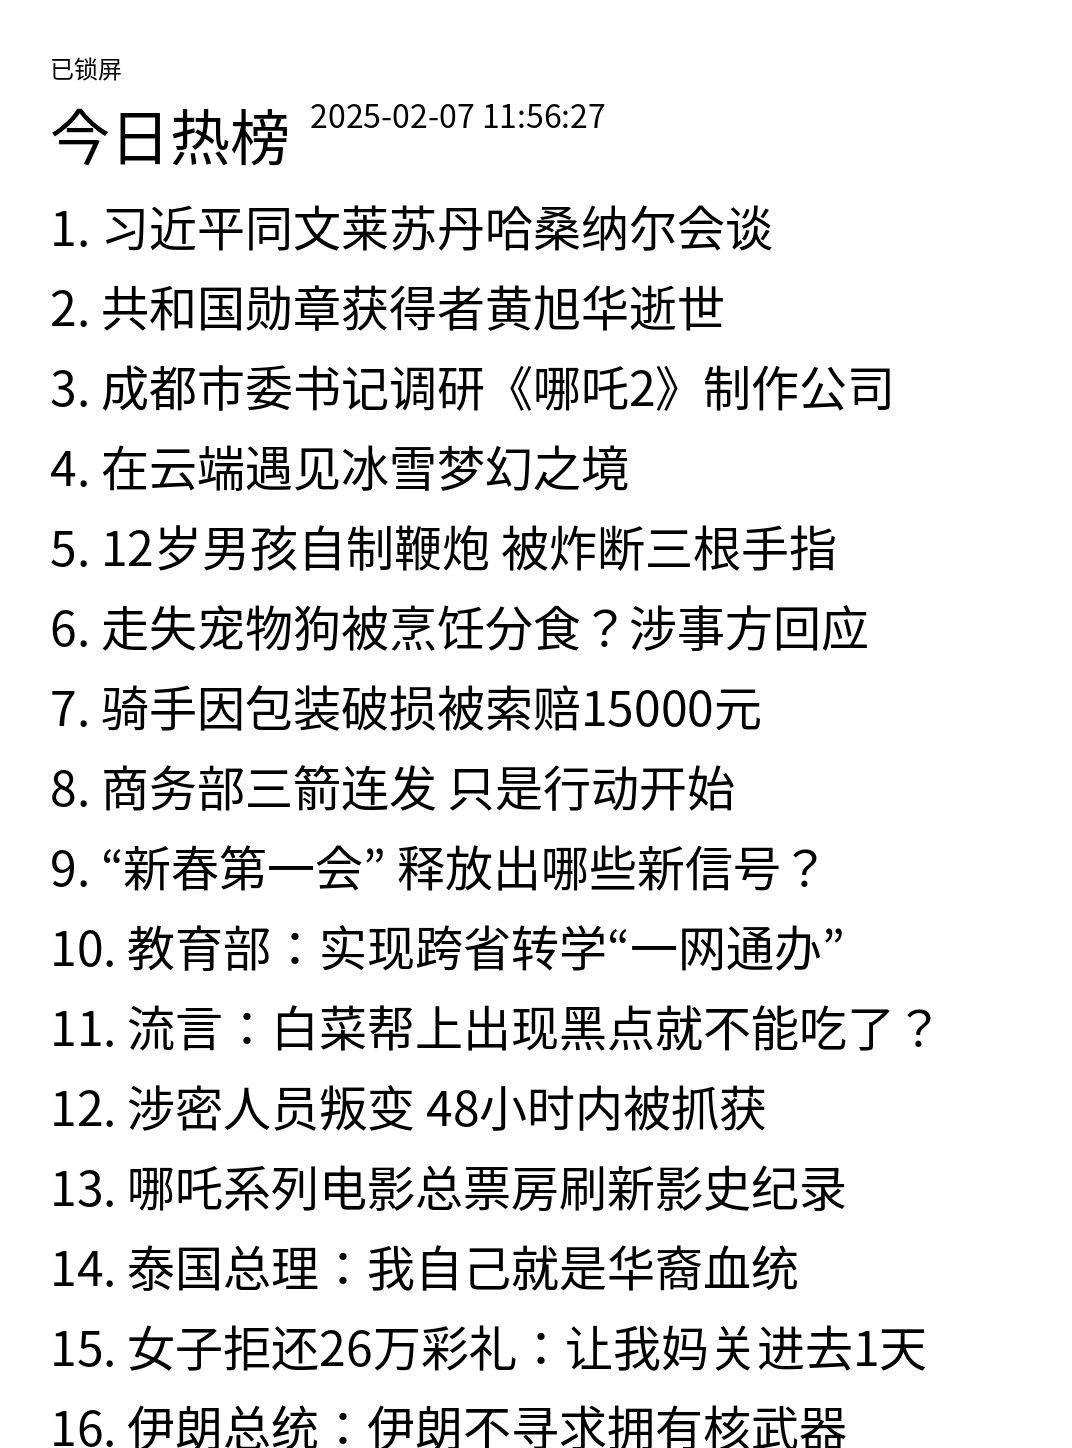 已锁屏
今日热榜 2025-02-07 11:56:27
1. 习近平同文莱苏丹哈桑纳尔会谈
2. 共和国勋章获得者黄旭华逝世
3. 成都市委书记调研《哪吒2》制作公司
4. 在云端遇见冰雪梦幻之境
5. 12岁男孩自制鞭炮 被炸断三根手指
6. 走失宠物狗被烹饪分食？涉事方回应
7. 骑手因包装破损被索赔15000元
8. 商务部三箭连发 只是行动开始
9. “新春第一会” 释放出哪些新信号？
10. 教育部：实现跨省转学“一网通办”
11. 流言：白菜帮上出现黑点就不能吃了？
12. 涉密人员叛变 48小时内被抓获
13. 哪吒系列电影总票房刷新影史纪录
14. 泰国总理：我自己就是华裔血统
15. 女子拒还26万彩礼：让我妈关进去1天
16. 伊朗总统：伊朗不寻求拥有核武器